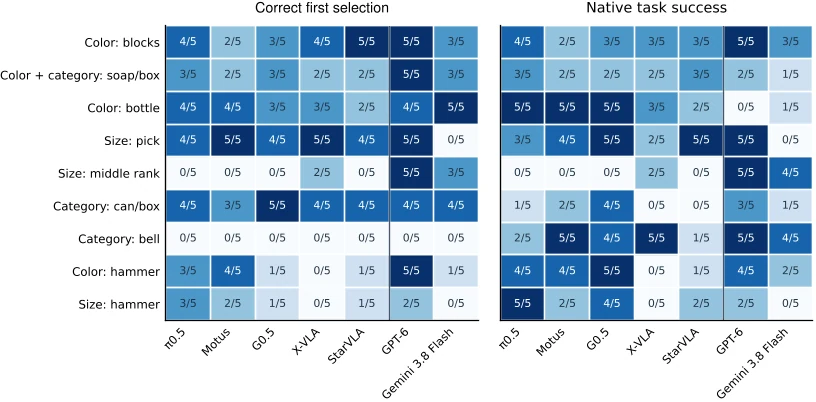 Correct first selection Native task success
Color: blocks 4/5 2/5 3/5 4/5 5/5 5/5 3/5 4/5 2/5 3/5 3/5 3/5 5/5 3/5
Color + category: soap/box 3/5 2/5 3/5 2/5 2/5 5/5 3/5 3/5 2/5 2/5 2/5 3/5 2/5 1/5
Color: bottle 4/5 4/5 3/5 3/5 2/5 4/5 5/5 5/5 5/5 5/5 3/5 2/5 0/5 1/5
Size: pick 4/5 5/5 4/5 5/5 4/5 5/5 0/5 3/5 4/5 5/5 2/5 5/5 5/5 0/5
Size: middle rank 0/5 0/5 0/5 2/5 0/5 5/5 3/5 0/5 0/5 0/5 2/5 0/5 5/5 4/5
Category: can/box 4/5 3/5 5/5 4/5 4/5 4/5 4/5 1/5 2/5 4/5 0/5 0/5 3/5 1/5
Category: bell 0/5 0/5 0/5 0/5 0/5 0/5 0/5 2/5 5/5 4/5 5/5 1/5 5/5 4/5
Color: hammer 3/5 4/5 1/5 0/5 1/5 5/5 1/5 4/5 4/5 5/5 0/5 1/5 4/5 2/5
Size: hammer 3/5 2/5 1/5 0/5 1/5 2/5 0/5 5/5 2/5 4/5 0/5 2/5 2/5 0/5
π0.5 Motus G0.5 X-VLA StarVLA GPT-6 Gemini 3.8 Flash π0.5 Motus G0.5 X-VLA StarVLA GPT-6 Gemini 3.8 Flash